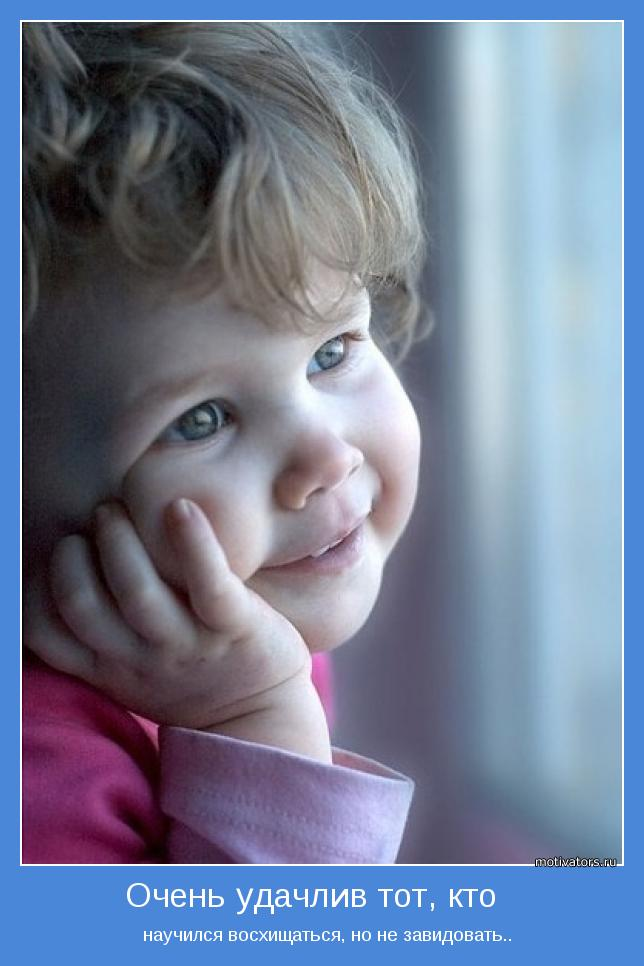 motivators.ru
Очень удачлив тот, кто
научился восхищаться, но не завидовать..